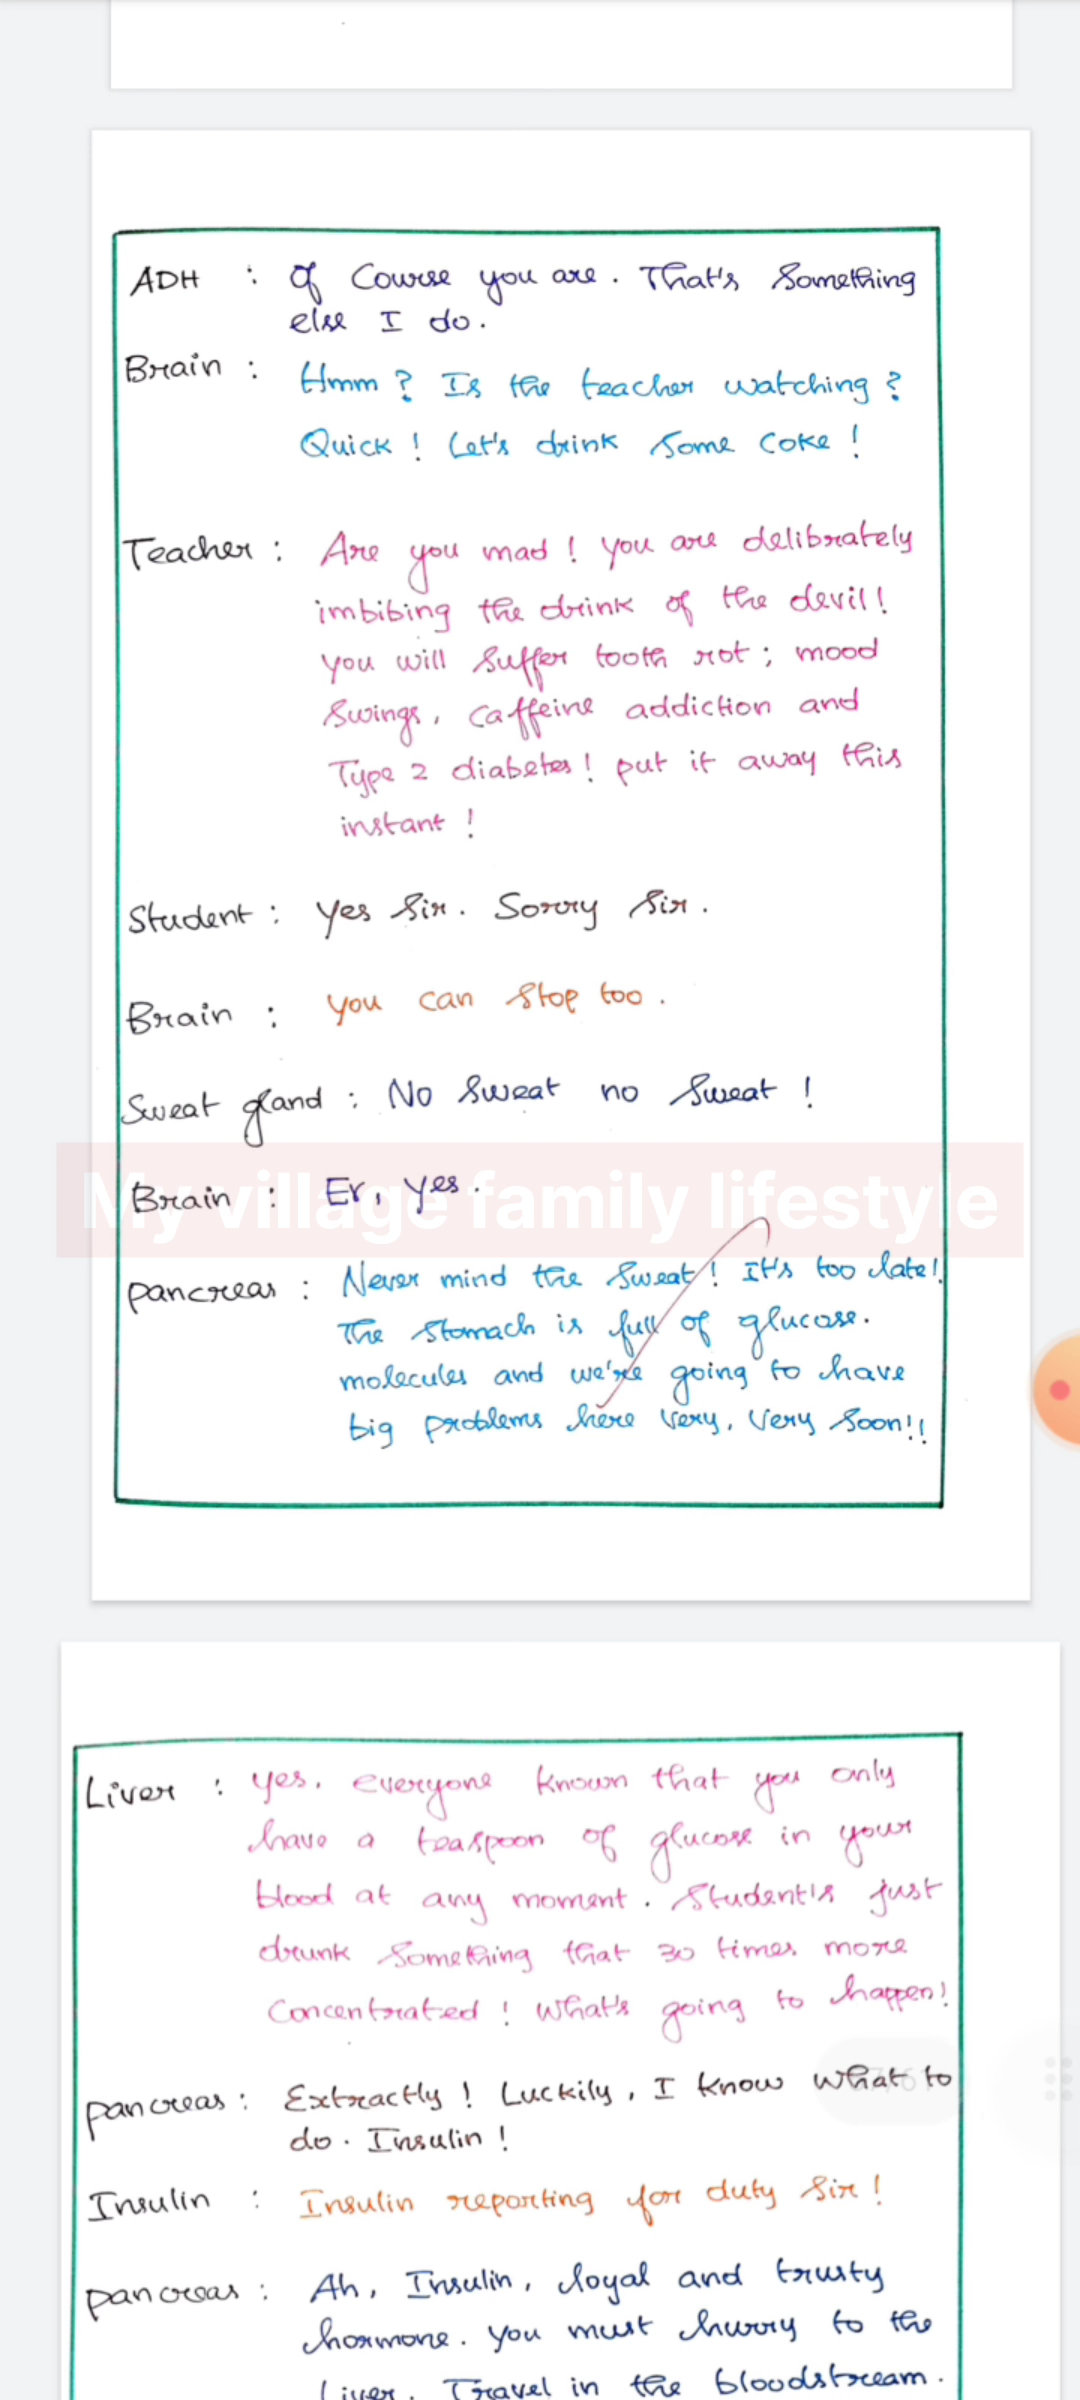 ADH : Of Course you are. That's Something
else I do.
Brain : Hmm? Is the teacher watching?
Quick! Let's drink Some Coke!
Teacher : Are you mad! you are delibrately
imbibing the drink of the devil!
you will Suffer tooth rot; mood
Swings, Caffeine addiction and
Type 2 diabetes! put it away this
instant!
Student : Yes Sir. Sorry Sir.
Brain : you can Stop too.
Sweat gland : No Sweat no Sweat!
Brain : Er, yes.
My village family lifestyle
pancreas : Never mind the Sweat! It's too late!
The Stomach is full of glucose.
molecules and we're going to have
big problems here very, very Soon!!
Liver : yes, everyone known that you only
have a teaspoon of glucose in your
blood at any moment. Student's just
drunk Something that 30 times more
Concentrated! What's going to happen!
pancreas : Extractly! Luckily, I know what to
do. Insulin!
Insulin : Insulin reporting for duty Sir!
pancreas : Ah, Insulin, loyal and trusty
hormone. you must hurry to the
Liver. Travel in the bloodstream.